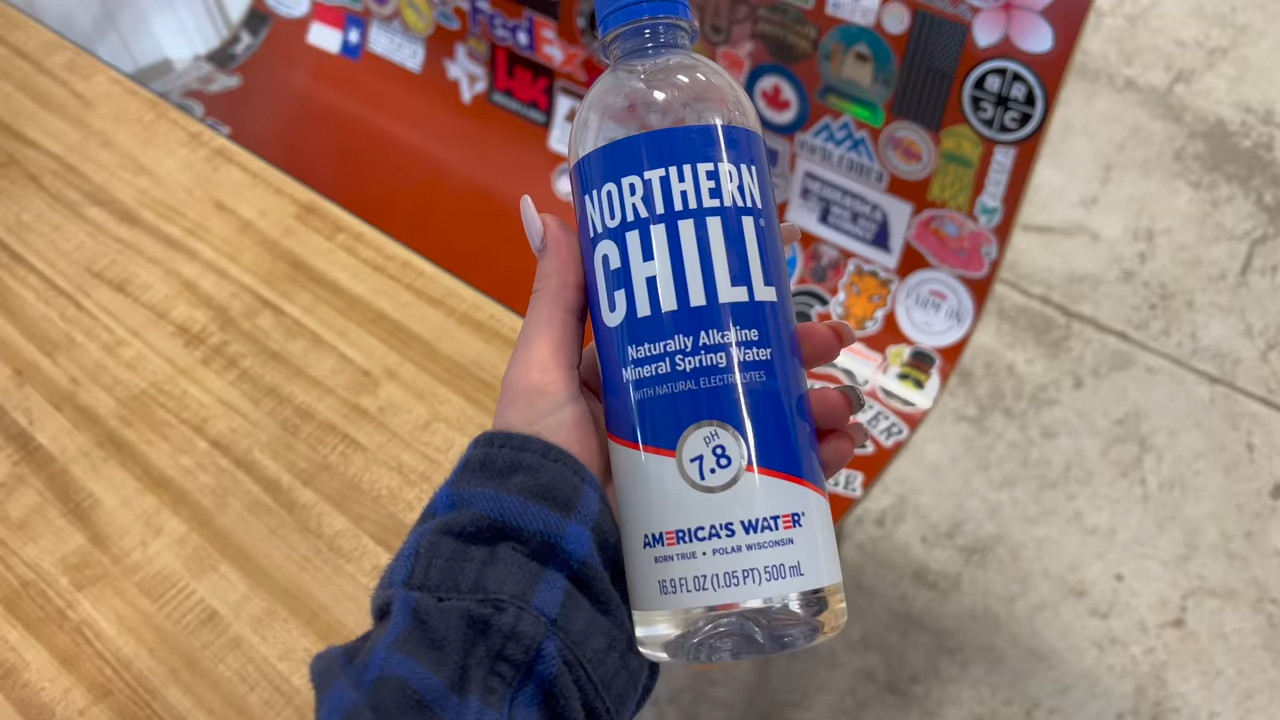 FedEx
NORTHERN
CHILL®
Naturally Alkaline
Mineral Spring Water
WITH NATURAL ELECTROLYTES
pH
7.8
AMERICA'S WATER®
BORN TRUE • POLAR WISCONSIN
16.9 FL OZ (1.05 PT) 500 mL